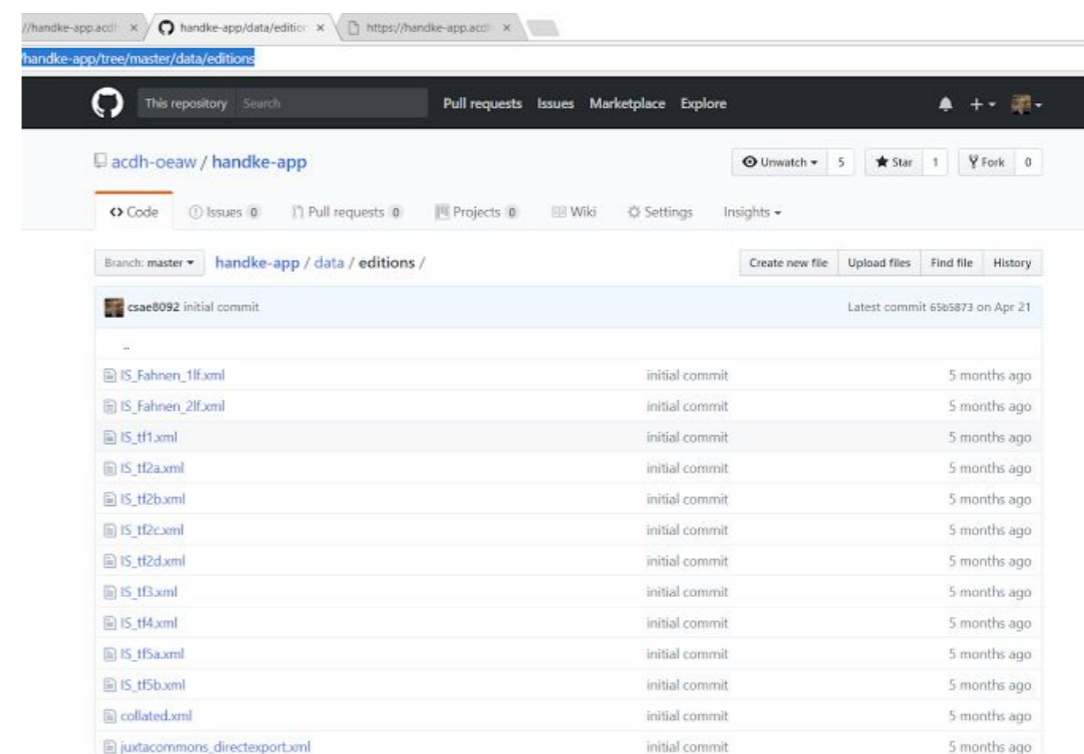 //handke-app.acdh × handke-app/data/edition × https://handke-app.acdh ×
/handke-app/tree/master/data/editions
This repository Search Pull requests Issues Marketplace Explore
acdh-oeaw / handke-app Unwatch 5 Star 1 Fork 0
Code Issues 0 Pull requests 0 Projects 0 Wiki Settings Insights
Branch: master handke-app / data / editions / Create new file Upload files Find file History
csae8092 initial commit Latest commit 65b5873 on Apr 21
..
IS_Fahnen_1lf.xml initial commit 5 months ago
IS_Fahnen_2lf.xml initial commit 5 months ago
IS_tf1.xml initial commit 5 months ago
IS_tf2a.xml initial commit 5 months ago
IS_tf2b.xml initial commit 5 months ago
IS_tf2c.xml initial commit 5 months ago
IS_tf2d.xml initial commit 5 months ago
IS_tf3.xml initial commit 5 months ago
IS_tf4.xml initial commit 5 months ago
IS_tf5a.xml initial commit 5 months ago
IS_tf5b.xml initial commit 5 months ago
collated.xml initial commit 5 months ago
juxtacommons_directexport.xml initial commit 5 months ago